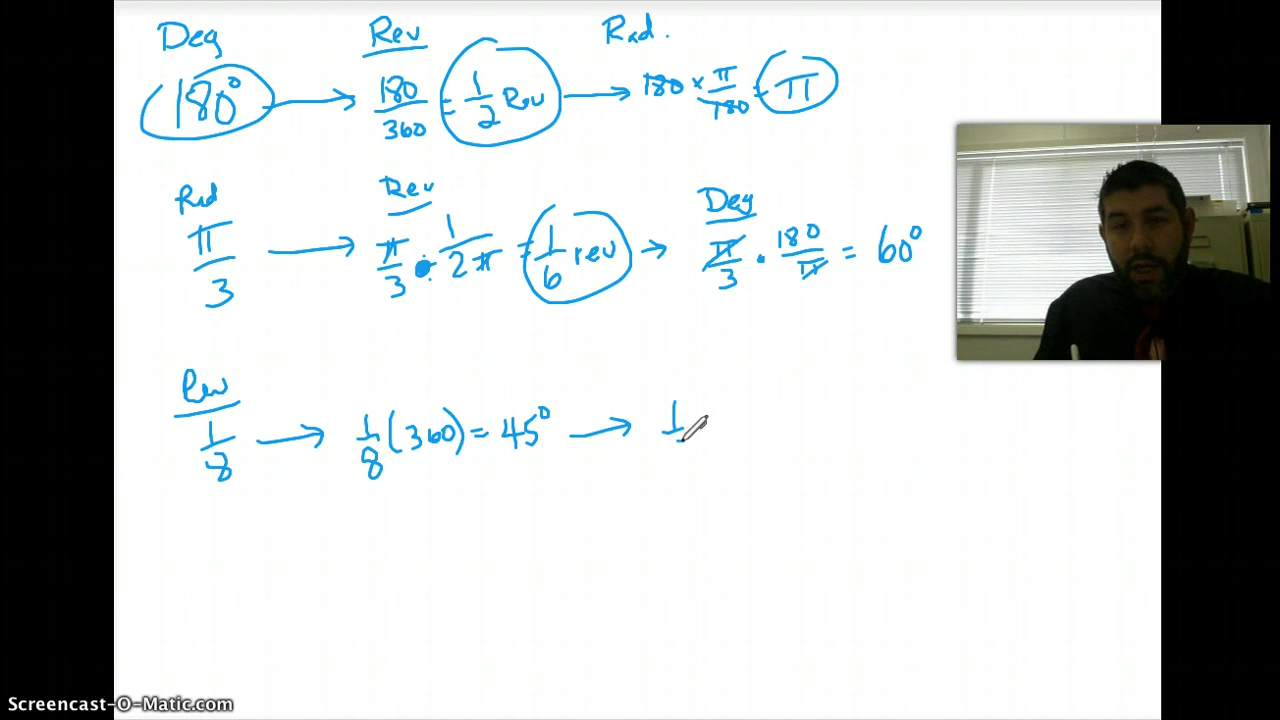 Deg Rev Rad.
180° → 180/360 = 1/2 Rev → 180 × π/180 = π
Rad Rev Deg
π/3 → π/3 · 1/2π = 1/6 rev → π/3 · 180/π = 60°
Rev
1/8 → 1/8 (360) = 45° → 1
Screencast-O-Matic.com